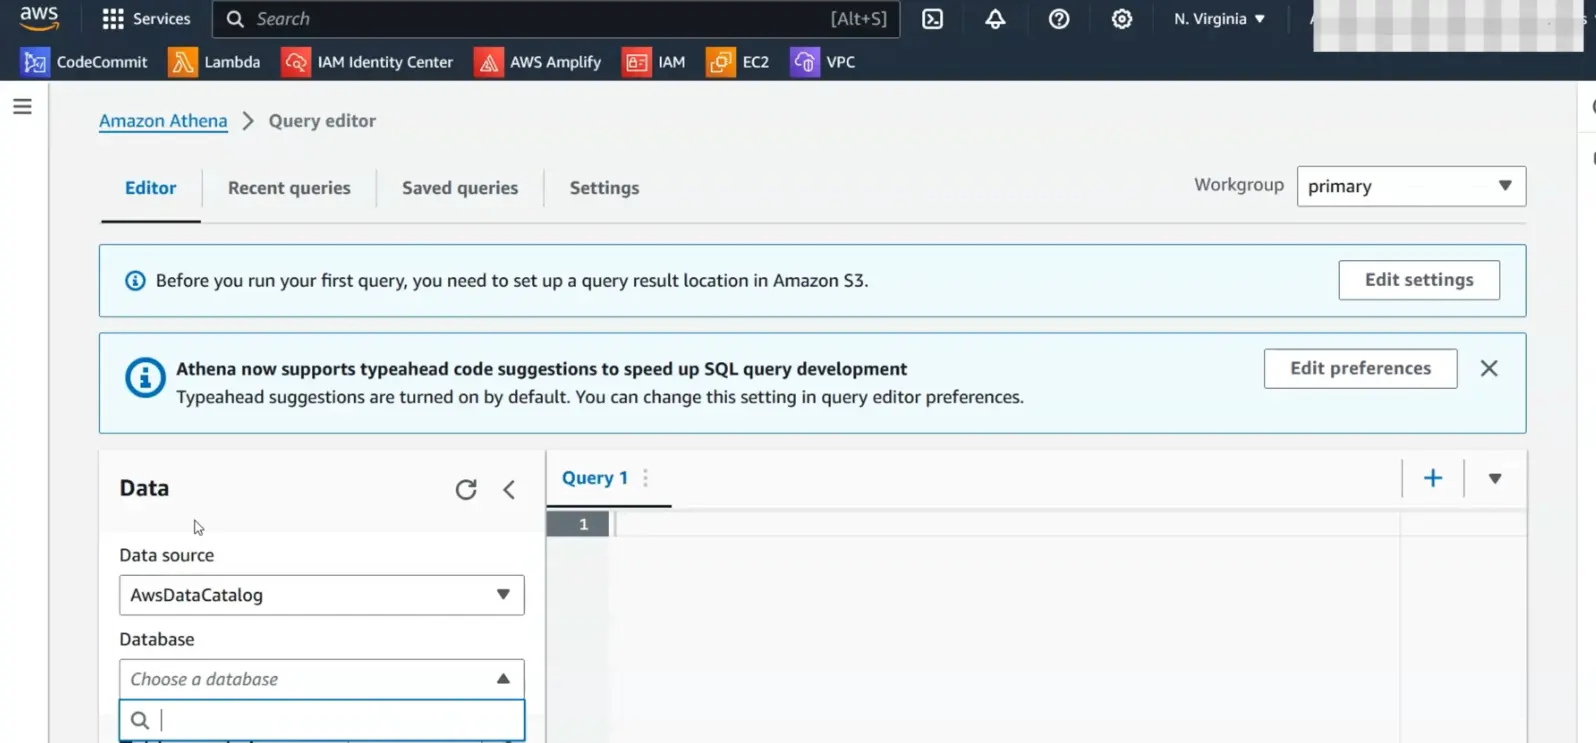 aws Services Search [Alt+S] N. Virginia
CodeCommit Lambda IAM Identity Center AWS Amplify IAM EC2 VPC
Amazon Athena Query editor
Editor Recent queries Saved queries Settings Workgroup primary
Before you run your first query, you need to set up a query result location in Amazon S3. Edit settings
Athena now supports typeahead code suggestions to speed up SQL query development Edit preferences
Typeahead suggestions are turned on by default. You can change this setting in query editor preferences.
Data Query 1
1
Data source
AwsDataCatalog
Database
Choose a database